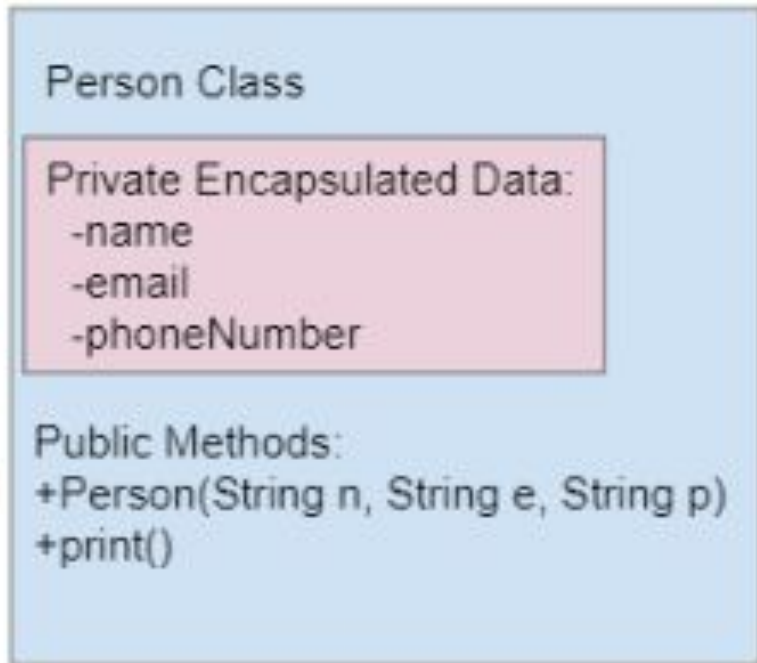 Person Class
Private Encapsulated Data:
-name
-email
-phoneNumber
Public Methods:
+Person(String n, String e, String p)
+print()